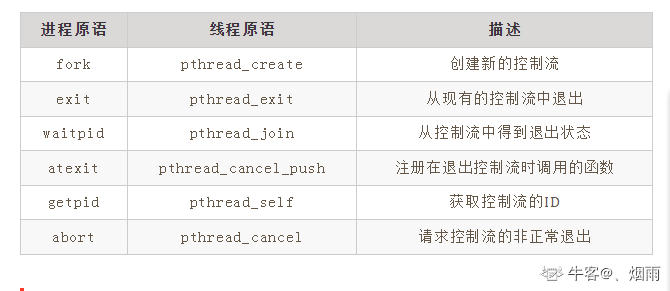 进程原语 线程原语 描述
fork pthread_create 创建新的控制流
exit pthread_exit 从现有的控制流中退出
waitpid pthread_join 从控制流中得到退出状态
atexit pthread_cancel_push 注册在退出控制流时调用的函数
getpid pthread_self 获取控制流的ID
abort pthread_cancel 请求控制流的非正常退出
牛客@、烟雨